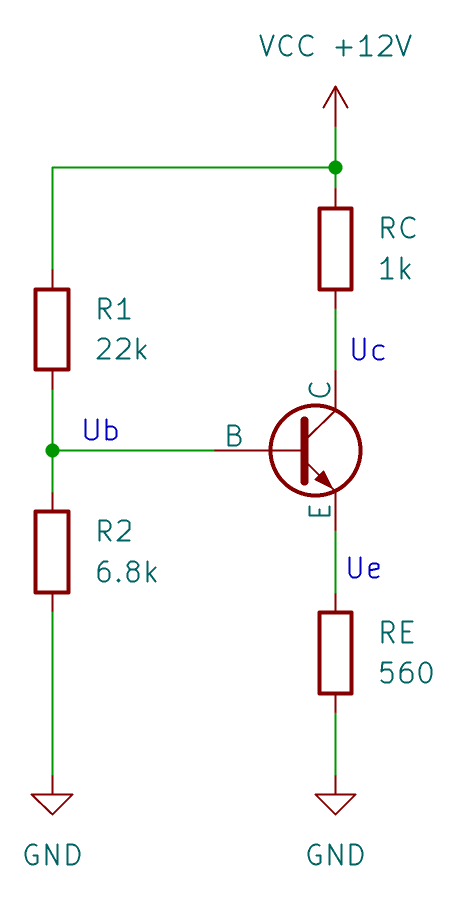 VCC +12V
RC
1k
R1
22k
Uc
C
Ub
B
E
R2
6.8k
Ue
RE
560
GND
GND